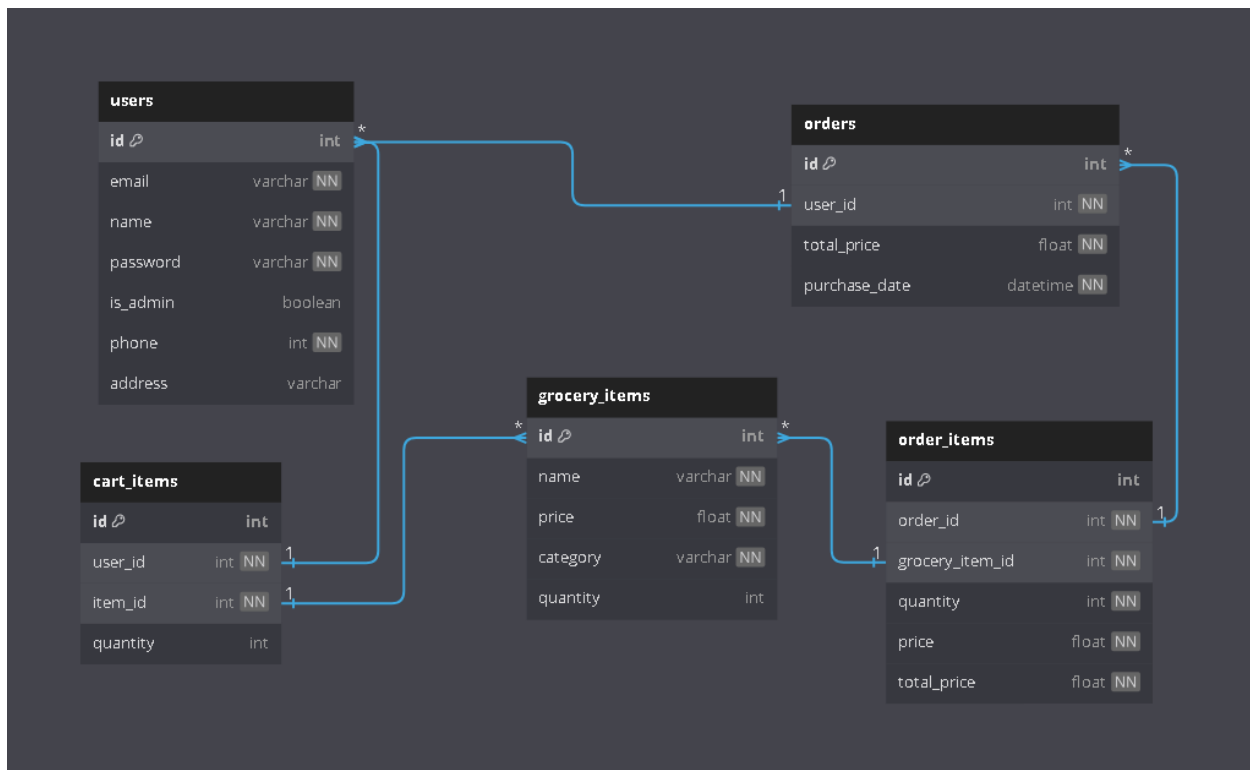 users
id int
email varchar NN
name varchar NN
password varchar NN
is_admin boolean
phone int NN
address varchar
*
1
orders
id int
user_id int NN
total_price float NN
purchase_date datetime NN
*
cart_items
id int
user_id int NN
item_id int NN
quantity int
1
1
*
grocery_items
id int
name varchar NN
price float NN
category varchar NN
quantity int
*
1
order_items
id int
order_id int NN
grocery_item_id int NN
quantity int NN
price float NN
total_price float NN
1